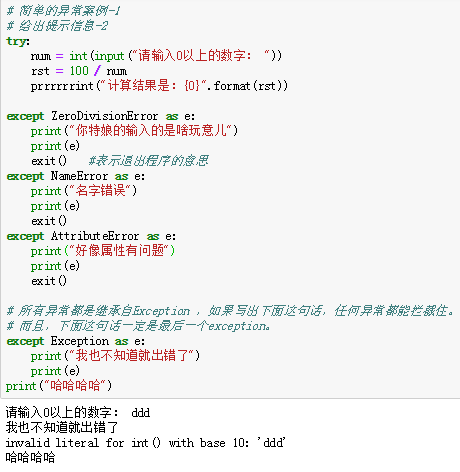 # 简单的异常案例-1
# 给出提示信息-2
try:
    num = int(input("请输入0以上的数字: "))
    rst = 100 / num
    prrrrrrint("计算结果是: {0}".format(rst))

except ZeroDivisionError as e:
    print("你特娘的输入的是啥玩意儿")
    print(e)
    exit()   #表示退出程序的意思
except NameError as e:
    print("名字错误")
    print(e)
    exit()
except AttributeError as e:
    print("好像属性有问题")
    print(e)
    exit()

# 所有异常都是继承自Exception ，如果写出下面这句话，任何异常都能拦截住。
# 而且，下面这句话一定是最后一个exception。
except Exception as e:
    print("我也不知道就出错了")
    print(e)
print("哈哈哈哈")
请输入0以上的数字: ddd
我也不知道就出错了
invalid literal for int() with base 10: 'ddd'
哈哈哈哈